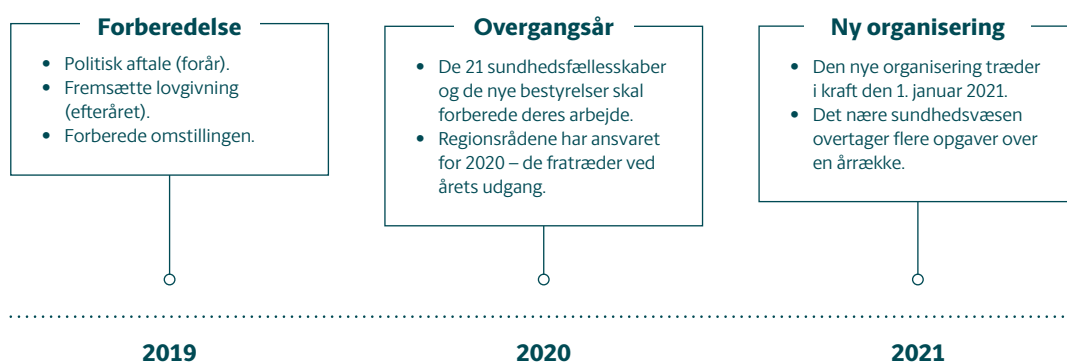 Forberedelse
• Politisk aftale (forår).
• Fremsætte lovgivning
(efteråret).
• Forberede omstillingen.
Overgangsår
• De 21 sundhedsfællesskaber
og de nye bestyrelser skal
forberede deres arbejde.
• Regionsrådene har ansvaret
for 2020 – de fratræder ved
årets udgang.
Ny organisering
• Den nye organisering træder
i kraft den 1. januar 2021.
• Det nære sundhedsvæsen
overtager flere opgaver over
en årrække.
2019
2020
2021